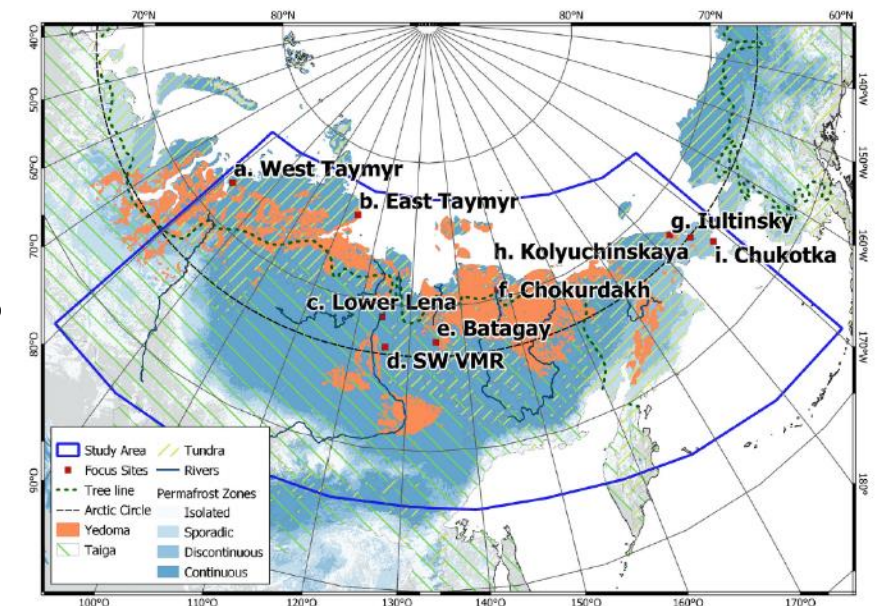 70°N 80°N 80°N 70°N 60°N
40°O
50°O
60°O
70°O
80°O
90°O
140°W
150°W
160°W
170°W
180°
a. West Taymyr
b. East Taymyr
g. Iultinsky
h. Kolyuchinskaya
i. Chukotka
f. Chokurdakh
c. Lower Lena
e. Batagay
d. SW VMR
Study Area
Focus Sites
Tree line
Arctic Circle
Yedoma
Taiga
Tundra
Rivers
Permafrost Zones
Isolated
Sporadic
Discontinuous
Continuous
100°O 110°O 120°O 130°O 140°O 150°O 160°O 170°O